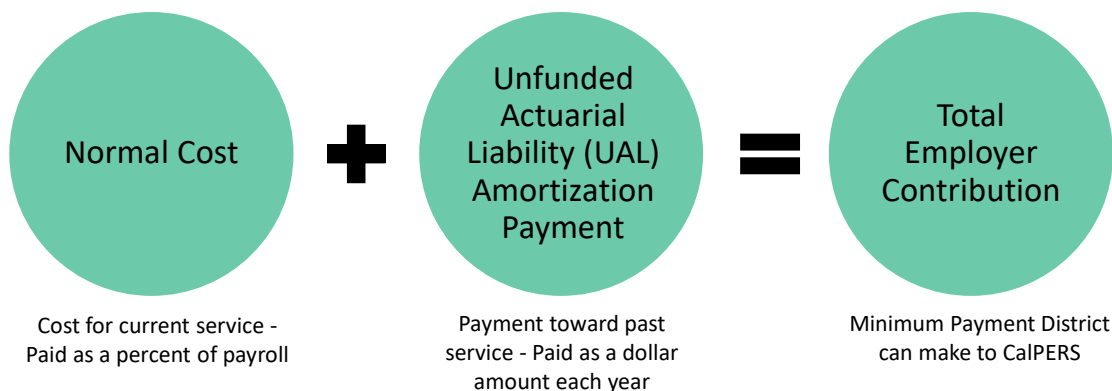 Normal Cost
Unfunded
Actuarial
Liability (UAL)
Amortization
Payment
Total
Employer
Contribution
Cost for current service -
Paid as a percent of payroll
Payment toward past
service - Paid as a dollar
amount each year
Minimum Payment District
can make to CalPERS